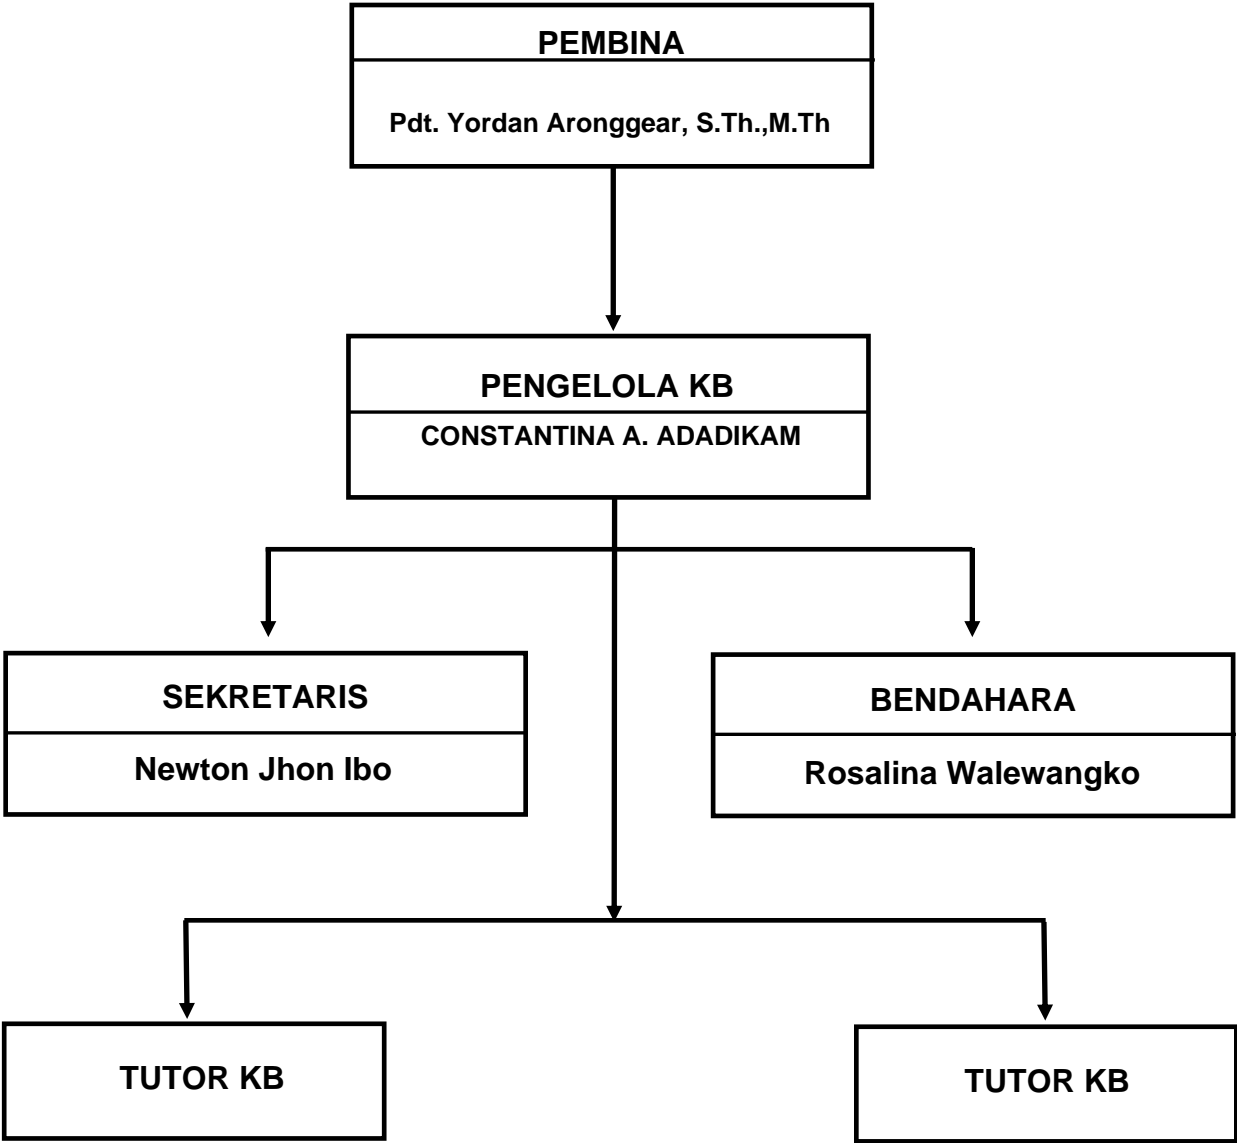 PEMBINA
Pdt. Yordan Aronggear, S.Th.,M.Th
PENGELOLA KB
CONSTANTINA A. ADADIKAM
SEKRETARIS
Newton Jhon Ibo
BENDAHARA
Rosalina Walewangko
TUTOR KB
TUTOR KB